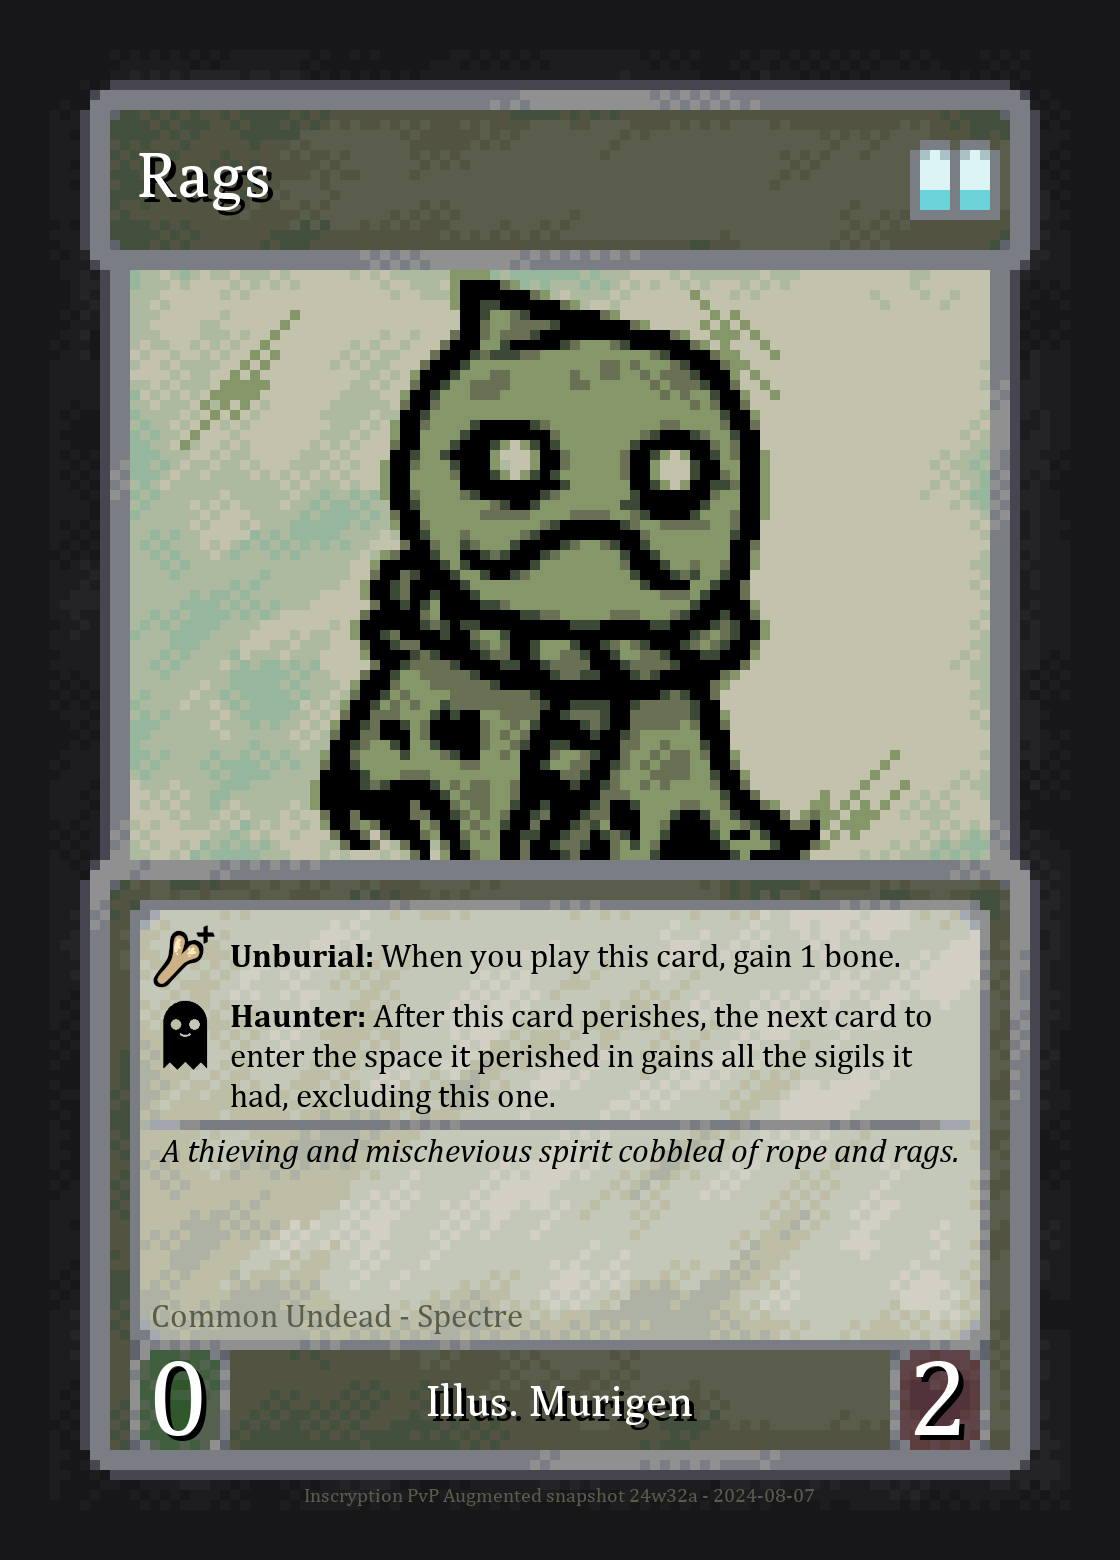 Rags
Unburial: When you play this card, gain 1 bone.
Haunter: After this card perishes, the next card to
enter the space it perished in gains all the sigils it
had, excluding this one.
A thieving and mischevious spirit cobbled of rope and rags.
Common Undead - Spectre
0
Illus. Murigen
2
Inscryption PvP Augmented snapshot 24w32a - 2024-08-07